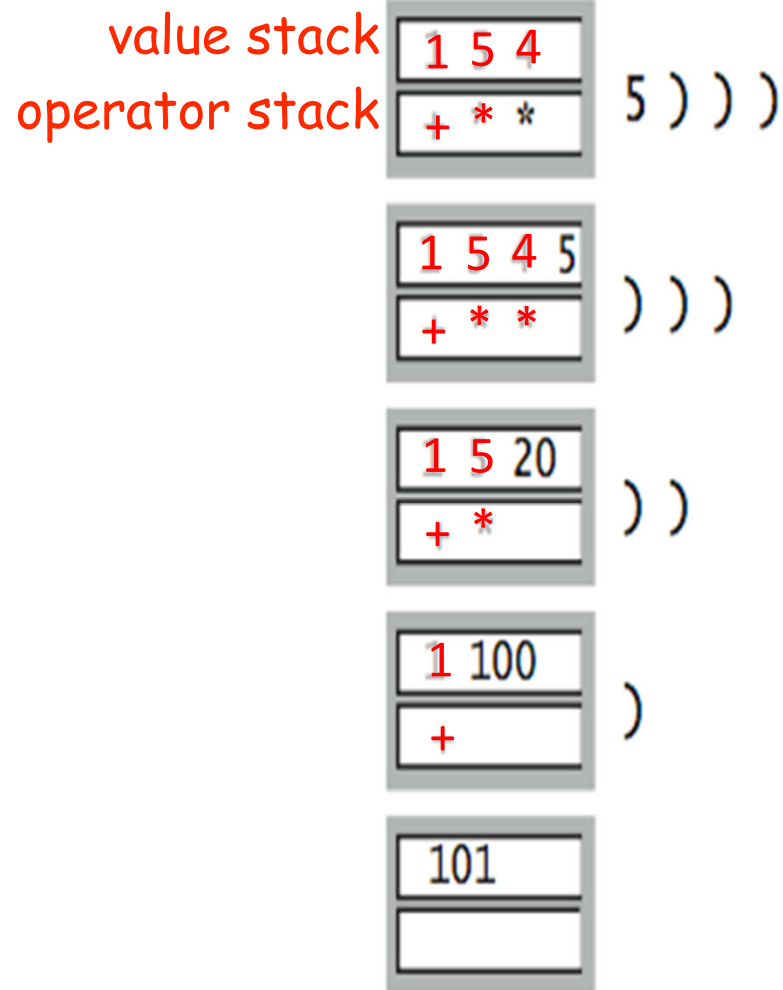 value stack 1 5 4
operator stack + * * 5 ) ) )
1 5 4 5
+ * * ) ) )
1 5 20
+ * ) )
1 100
+ )
101